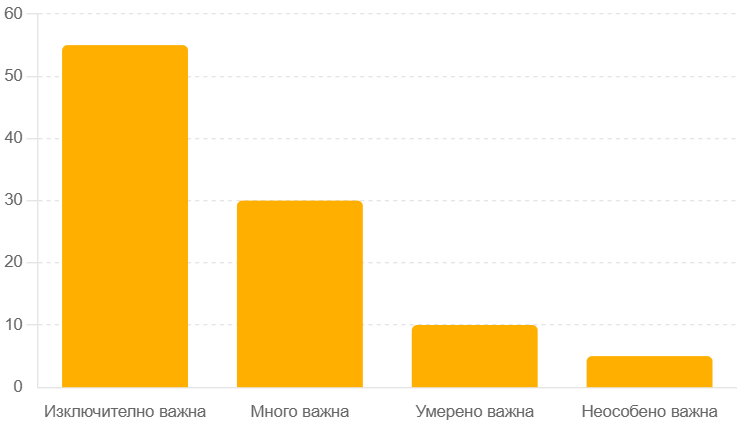 60
50
40
30
20
10
0
Изключително важна
Много важна
Умерено важна
Неособено важна